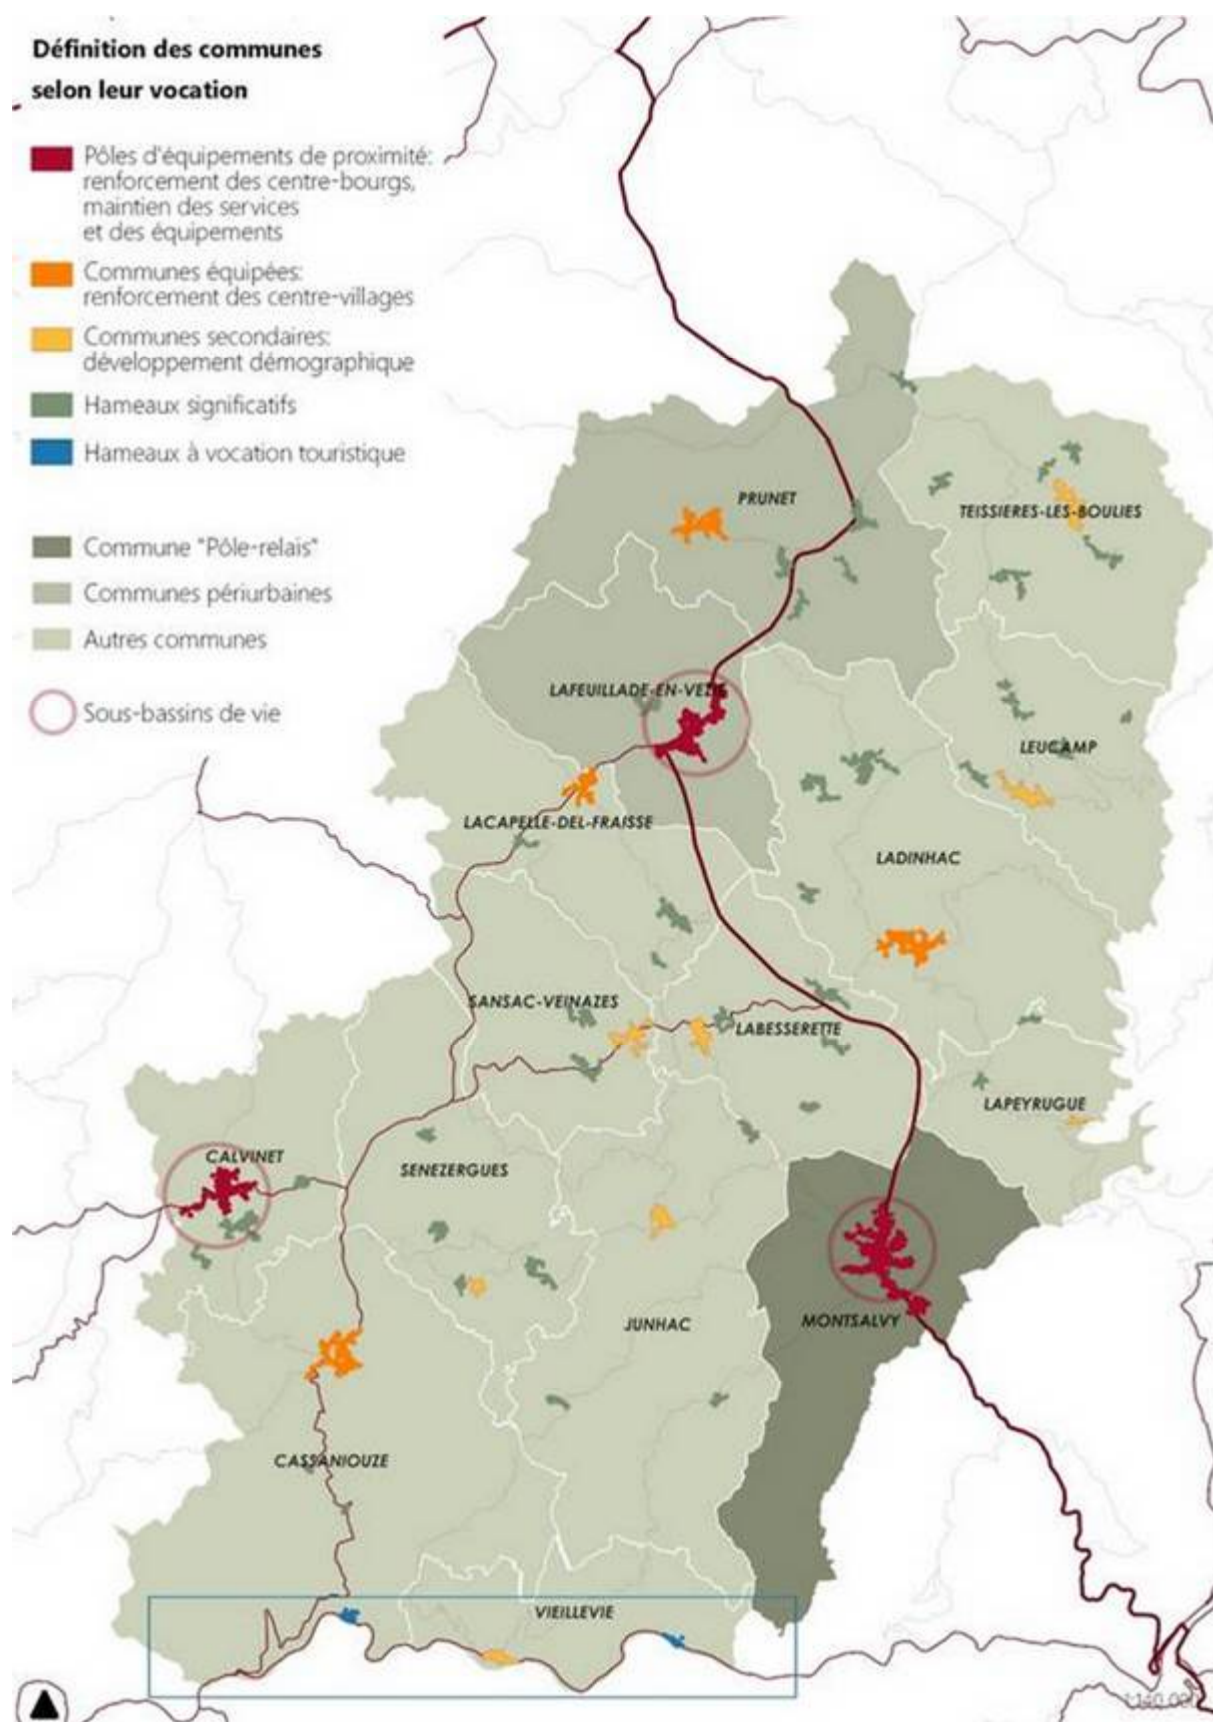 Définition des communes
selon leur vocation
Pôles d'équipements de proximité:
renforcement des centre-bourgs,
maintien des services
et des équipements
Communes équipées:
renforcement des centre-villages
Communes secondaires:
développement démographique
Hameaux significatifs
Hameaux à vocation touristique
Commune "Pôle-relais"
Communes périurbaines
Autres communes
Sous-bassins de vie
PRUNET
TEISSIERES-LES-BOULIES
LAFEUILLADE-EN-VEZIE
LEUCAMP
LACAPELLE-DEL-FRAISSE
LADINHAC
SANSAC-VEINAZES
LABESSERETTE
LAPEYRUGUE
CALVINET
SENEZERGUES
MONTSALVY
JUNHAC
CASSANIOUZE
VIEILLEVIE
1:140 000